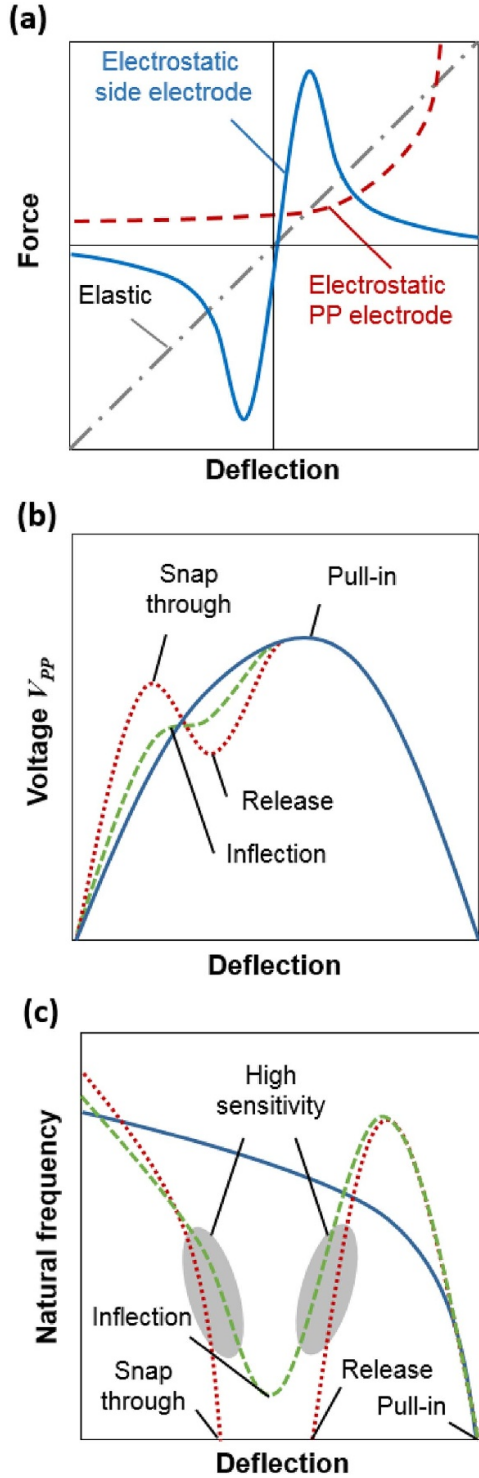 (a)
Electrostatic
side electrode
Force
Elastic
Electrostatic
PP electrode
Deflection
(b)
Snap
through
Pull-in
Voltage VPP
Release
Inflection
Deflection
(c)
High
sensitivity
Natural frequency
Inflection
Snap
through
Release
Pull-in
Deflection